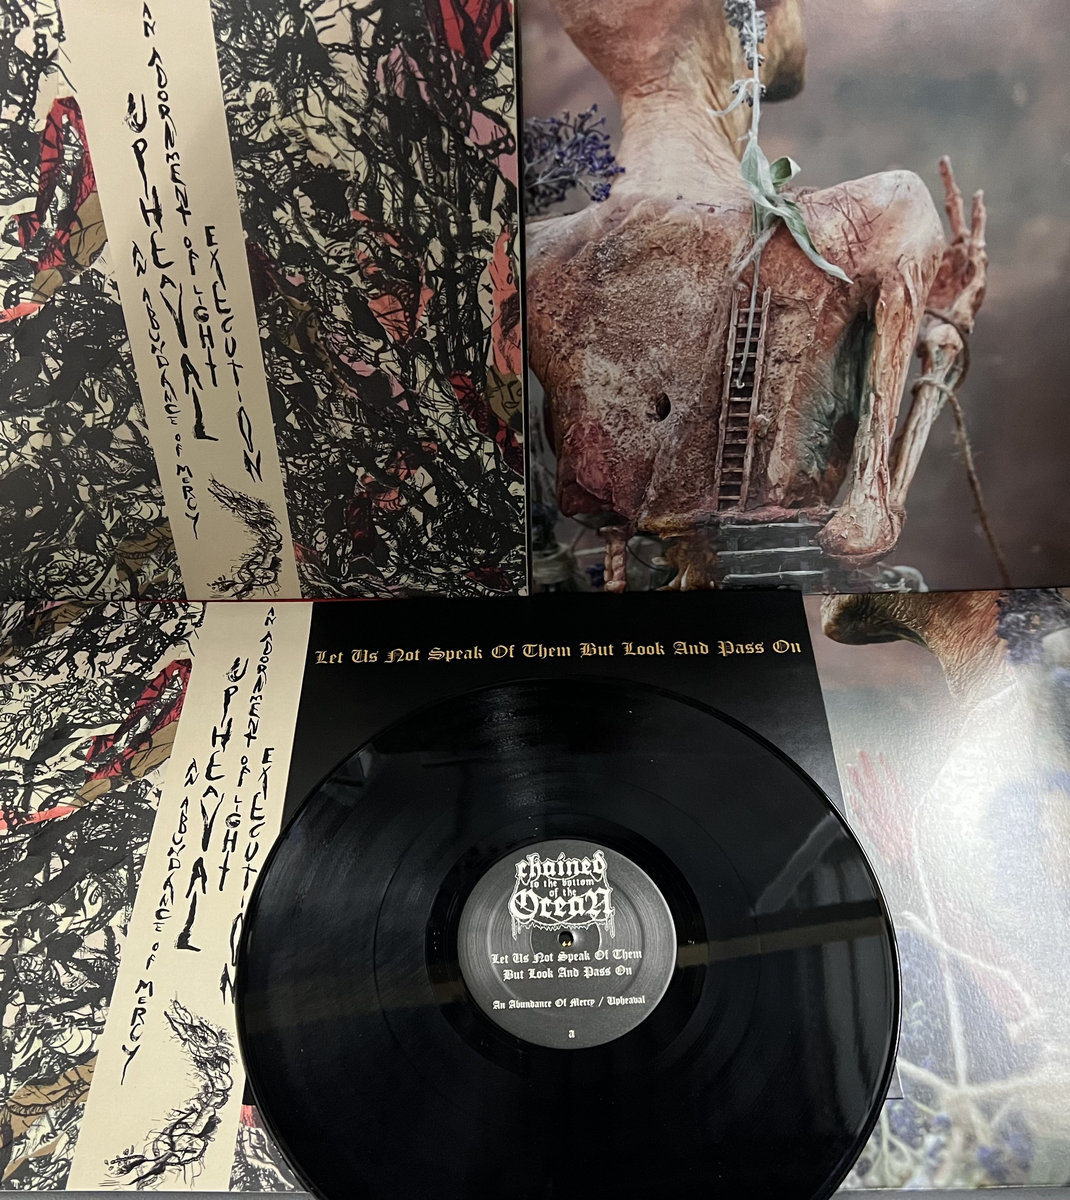 AN ADORNMENT OF LIGHT
UPHEAVAL
EXECUTION
AN ABUNDANCE OF MERCY
Let Us Not Speak Of Them But Look And Pass On
AN ADORNMENT OF LIGHT
UPHEAVAL
EXECUTION
AN ABUNDANCE OF MERCY
chained
to the bottom
of the
Ocean
Let Us Not Speak Of Them
But Look And Pass On
An Abundance Of Mercy / Upheaval
a